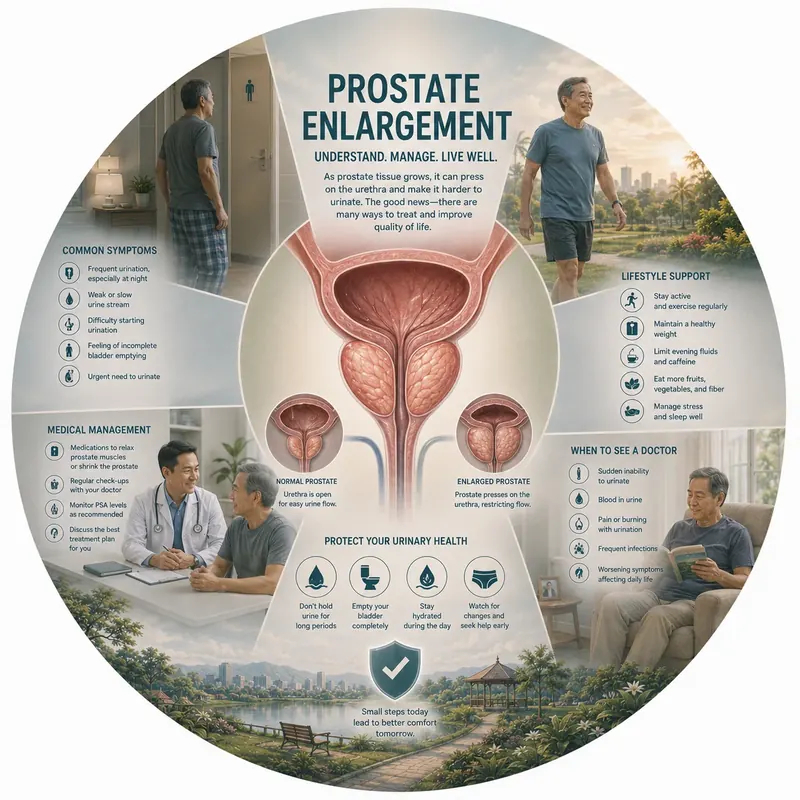 PROSTATE
ENLARGEMENT
UNDERSTAND. MANAGE. LIVE WELL.
As prostate tissue grows, it can press
on the urethra and make it harder to
urinate. The good news—there are
many ways to treat and improve
quality of life.
COMMON SYMPTOMS
Frequent urination,
especially at night
Weak or slow
urine stream
Difficulty starting
urination
Feeling of incomplete
bladder emptying
Urgent need to urinate
LIFESTYLE SUPPORT
Stay active
and exercise regularly
Maintain a healthy
weight
Limit evening fluids
and caffeine
Eat more fruits,
vegetables, and fiber
Manage stress
and sleep well
MEDICAL MANAGEMENT
Medications to relax
prostate muscles
or shrink the prostate
Regular check-ups
with your doctor
Monitor PSA levels
as recommended
Discuss the best
treatment plan
for you
NORMAL PROSTATE
Urethra is open
for easy urine flow.
ENLARGED PROSTATE
Prostate presses on the
urethra, restricting flow.
WHEN TO SEE A DOCTOR
Sudden inability
to urinate
Blood in urine
Pain or burning
with urination
Frequent infections
Worsening symptoms
affecting daily life
PROTECT YOUR URINARY HEALTH
Don't hold
urine for
long periods
Empty your
bladder
completely
Stay
hydrated
during the day
Watch for
changes and
seek help early
Small steps today
lead to better comfort
tomorrow.